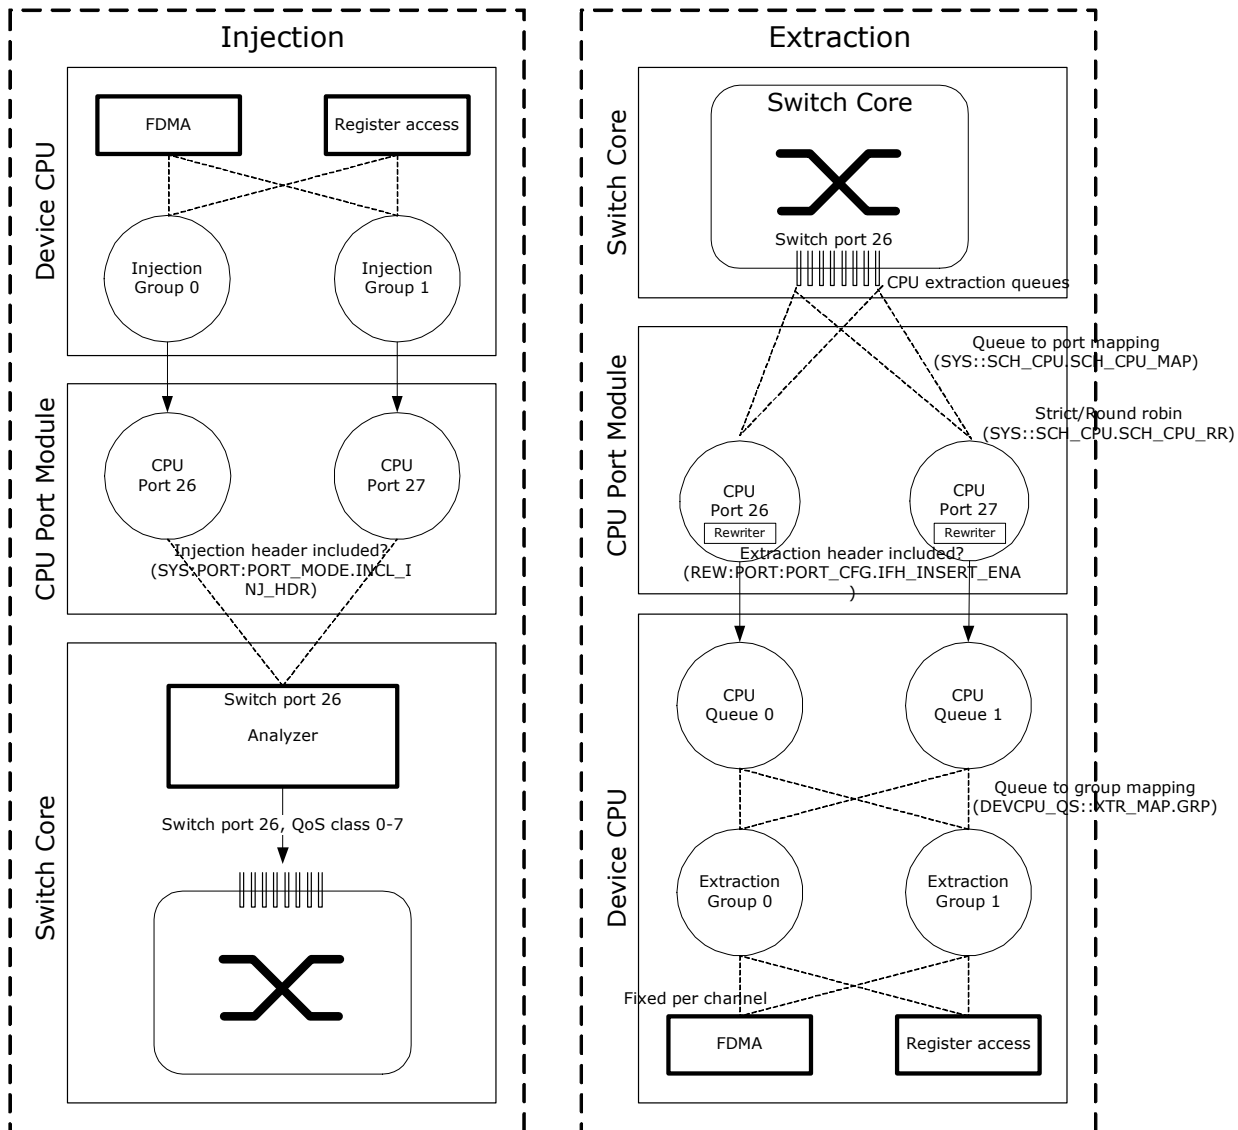 Injection
Device CPU
FDMA
Register access
Injection
Group 0
Injection
Group 1
CPU Port Module
CPU
Port 26
CPU
Port 27
Injection header included?
(SYS:PORT:PORT_MODE.INCL_I
NJ_HDR)
Switch Core
Switch port 26
Analyzer
Switch port 26, QoS class 0-7
Extraction
Switch Core
Switch Core
Switch port 26
CPU extraction queues
CPU Port Module
Queue to port mapping
(SYS::SCH_CPU.SCH_CPU_MAP)
Strict/Round robin
(SYS::SCH_CPU.SCH_CPU_RR)
CPU
Port 26
Rewriter
CPU
Port 27
Rewriter
Extraction header included?
(REW:PORT:PORT_CFG.IFH_INSERT_ENA
)
Device CPU
CPU
Queue 0
CPU
Queue 1
Queue to group mapping
(DEVCPU_QS::XTR_MAP.GRP)
Extraction
Group 0
Extraction
Group 1
Fixed per channel
FDMA
Register access